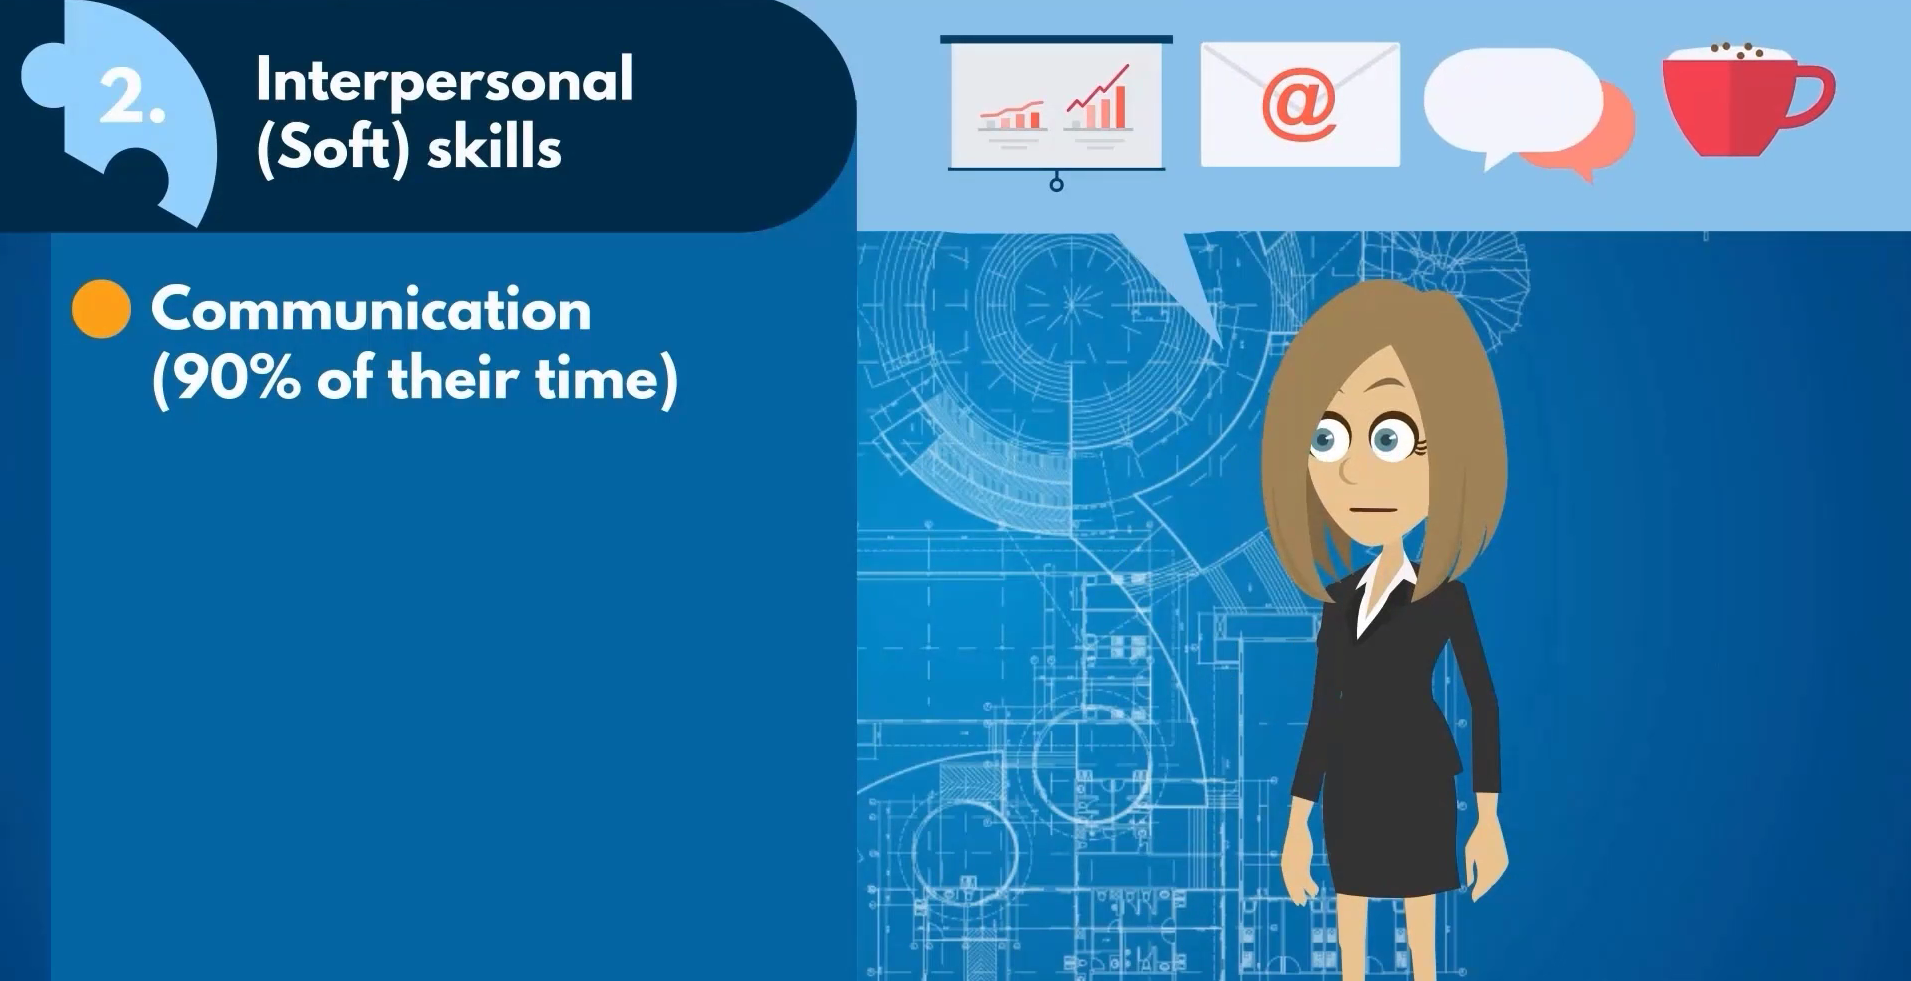 2.
Interpersonal
(Soft) skills
@
Communication
(90% of their time)